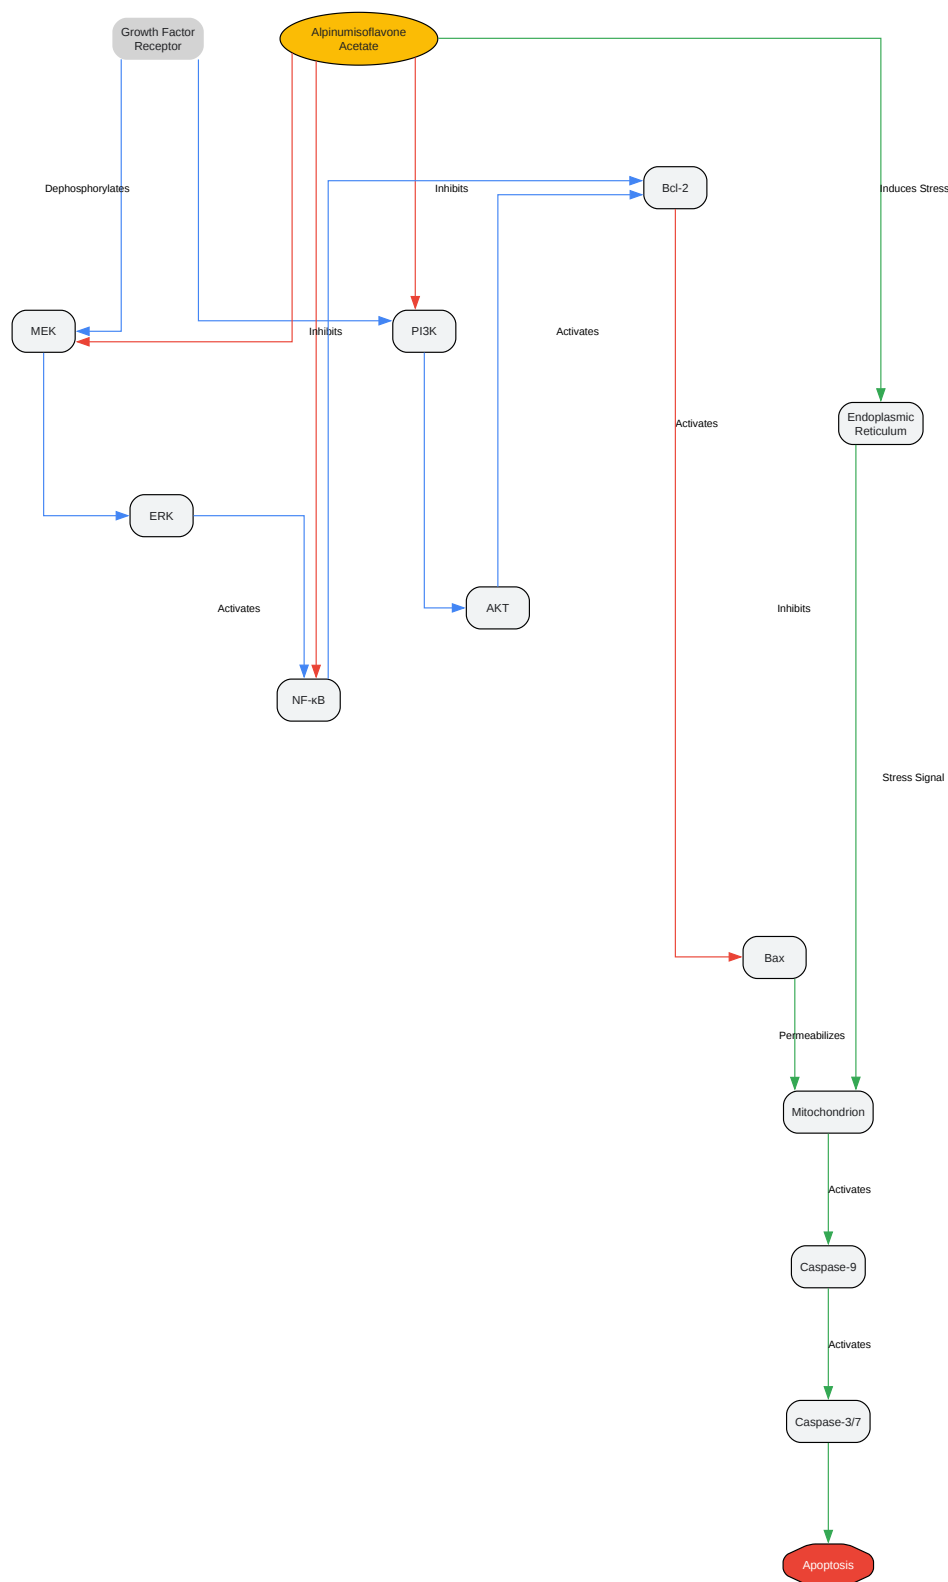 Growth Factor
Receptor
Alpinumisoflavone
Acetate
Dephosphorylates
Inhibits
Bcl-2
Induces Stress
MEK
Inhibits
PI3K
Activates
Activates
Endoplasmic
Reticulum
ERK
Activates
AKT
Inhibits
NF-κB
Stress Signal
Bax
Permeabilizes
Mitochondrion
Activates
Caspase-9
Activates
Caspase-3/7
Apoptosis